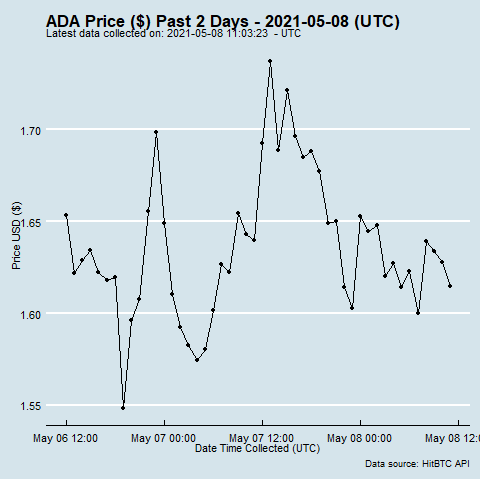 ADA Price ($) Past 2 Days - 2021-05-08 (UTC)
Latest data collected on: 2021-05-08 11:03:23 - UTC
Price USD ($)
1.70
1.65
1.60
1.55
May 06 12:00 May 07 00:00 May 07 12:00 May 08 00:00 May 08 12:0
Date Time Collected (UTC)
Data source: HitBTC API